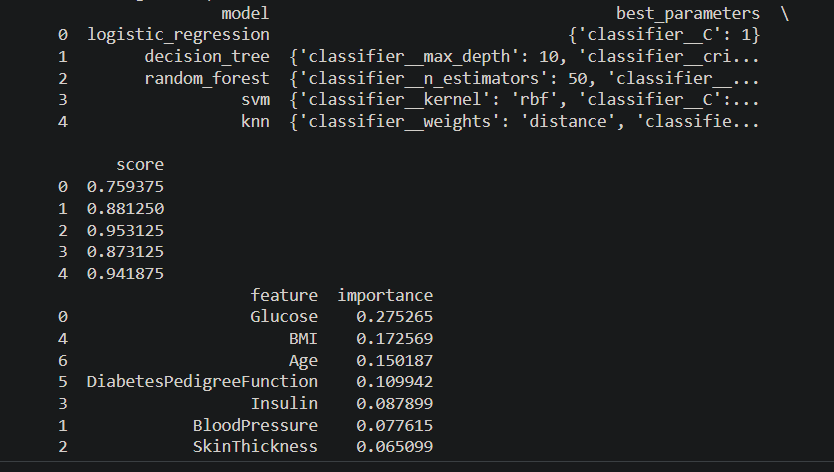 model best_parameters \
0 logistic_regression {'classifier__C': 1}
1 decision_tree {'classifier__max_depth': 10, 'classifier__cri...
2 random_forest {'classifier__n_estimators': 50, 'classifier__...
3 svm {'classifier__kernel': 'rbf', 'classifier__C':...
4 knn {'classifier__weights': 'distance', 'classifie...
score
0 0.759375
1 0.881250
2 0.953125
3 0.873125
4 0.941875
feature importance
0 Glucose 0.275265
4 BMI 0.172569
6 Age 0.150187
5 DiabetesPedigreeFunction 0.109942
3 Insulin 0.087899
1 BloodPressure 0.077615
2 SkinThickness 0.065099